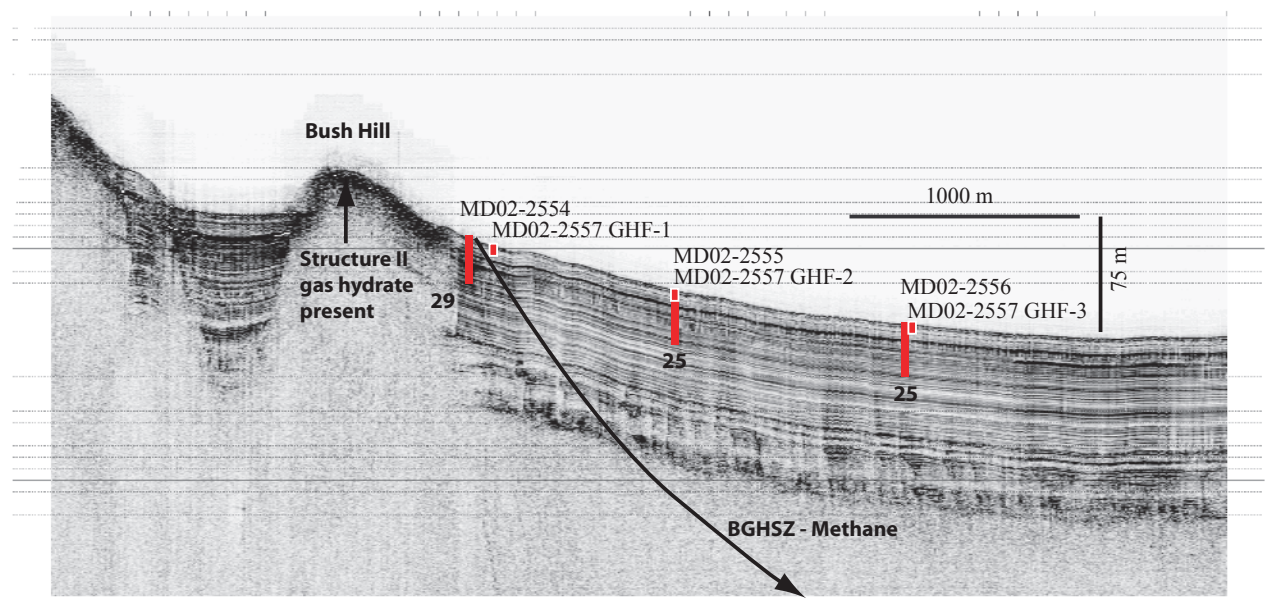 Bush Hill
1000 m
MD02-2554
MD02-2557 GHF-1
MD02-2555
MD02-2557 GHF-2
MD02-2556
MD02-2557 GHF-3
75 m
Structure II
gas hydrate
present
29
25
25
BGHSZ - Methane